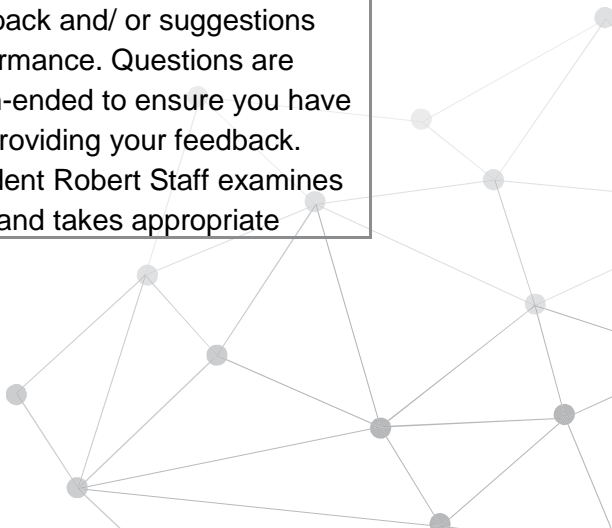 back and/ or suggestions
rmance. Questions are
-ended to ensure you have
roviding your feedback.
lent Robert Staff examines
and takes appropriate